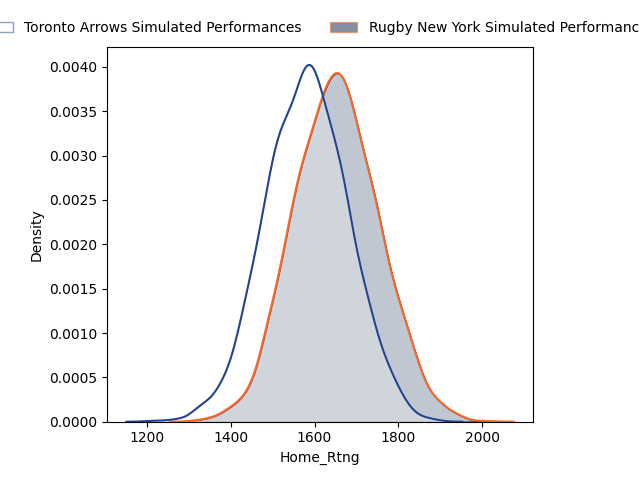 Toronto Arrows Simulated Performances
Rugby New York Simulated Performanc
0.0040
0.0035
0.0030
0.0025
0.0020
0.0015
0.0010
0.0005
0.0000
Density
1200 1400 1600 1800 2000
Home_Rtng